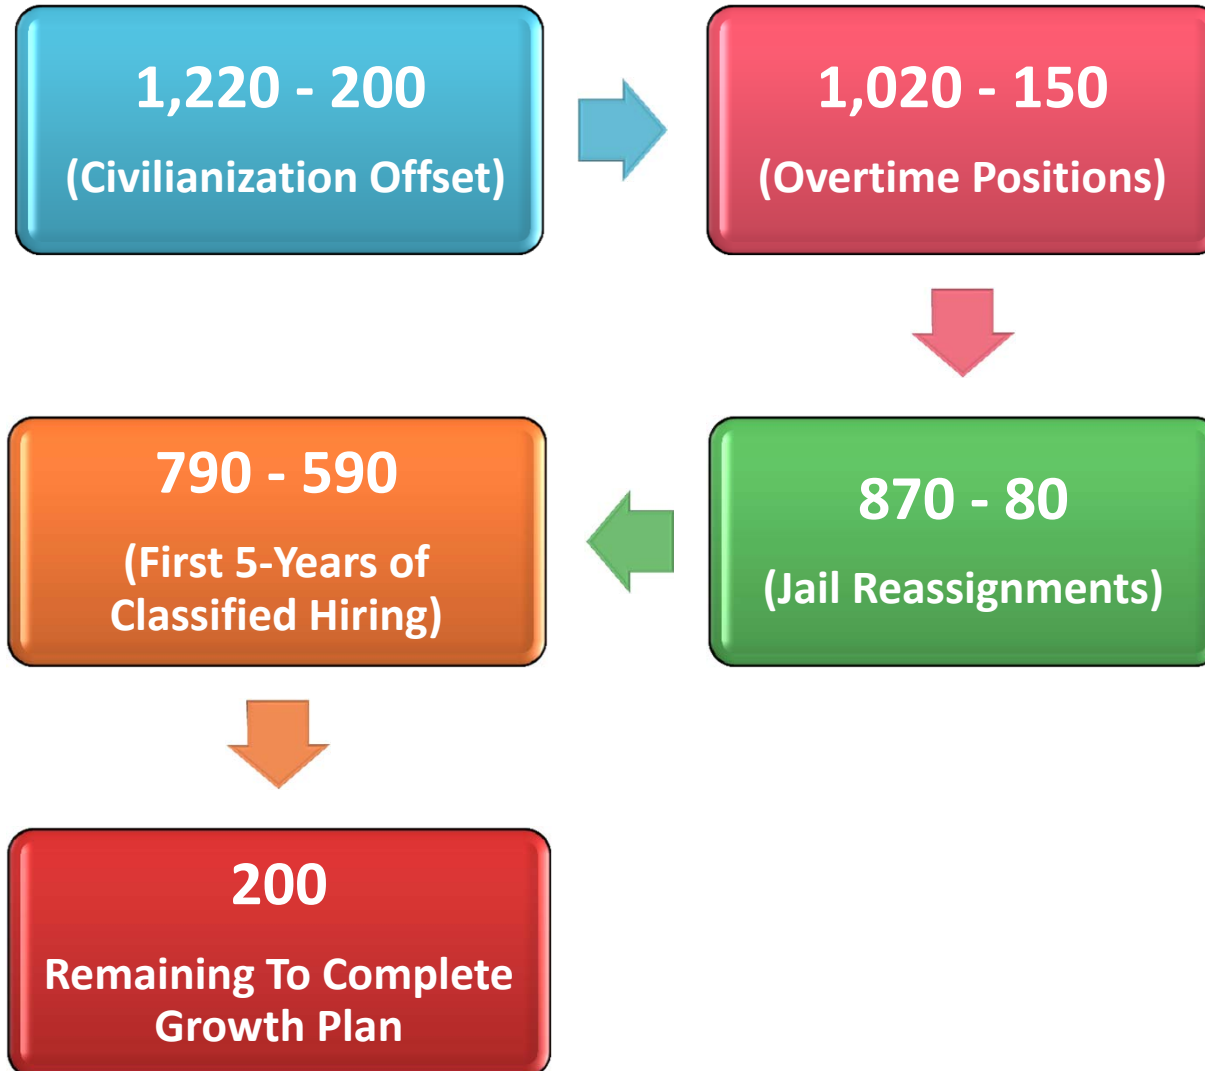 1,220 - 200
(Civilianization Offset)
1,020 - 150
(Overtime Positions)
870 - 80
(Jail Reassignments)
790 - 590
(First 5-Years of
Classified Hiring)
200
Remaining To Complete
Growth Plan